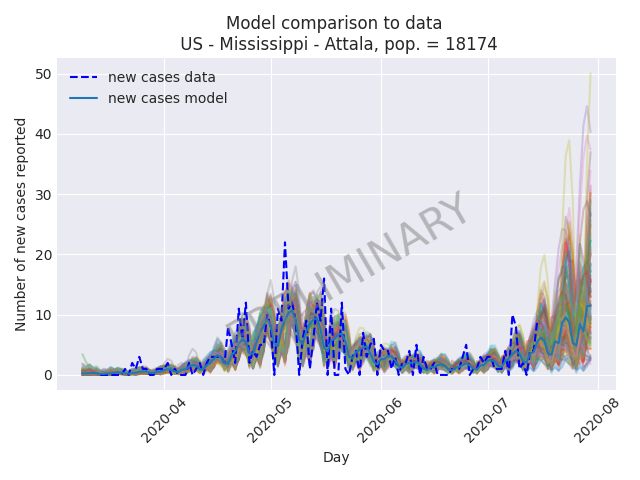 Model comparison to data
US - Mississippi - Attala, pop. = 18174
new cases data
new cases model
Number of new cases reported
50
40
30
20
10
0
PRELIMINARY
2020-04
2020-05
2020-06
2020-07
2020-08
Day